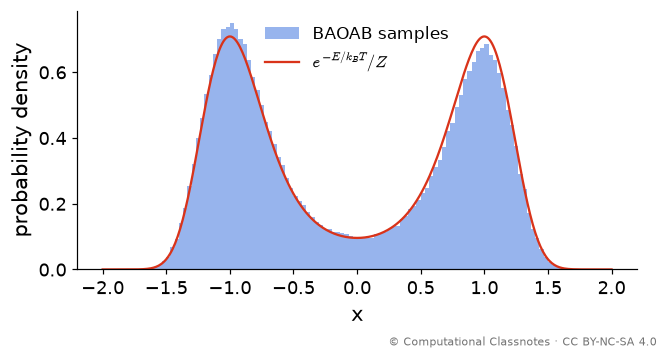 BAOAB samples
e^{-E/k_BT}/Z
probability density
0.6
0.4
0.2
0.0
−2.0 −1.5 −1.0 −0.5 0.0 0.5 1.0 1.5 2.0
x
© Computational Classnotes · CC BY-NC-SA 4.0